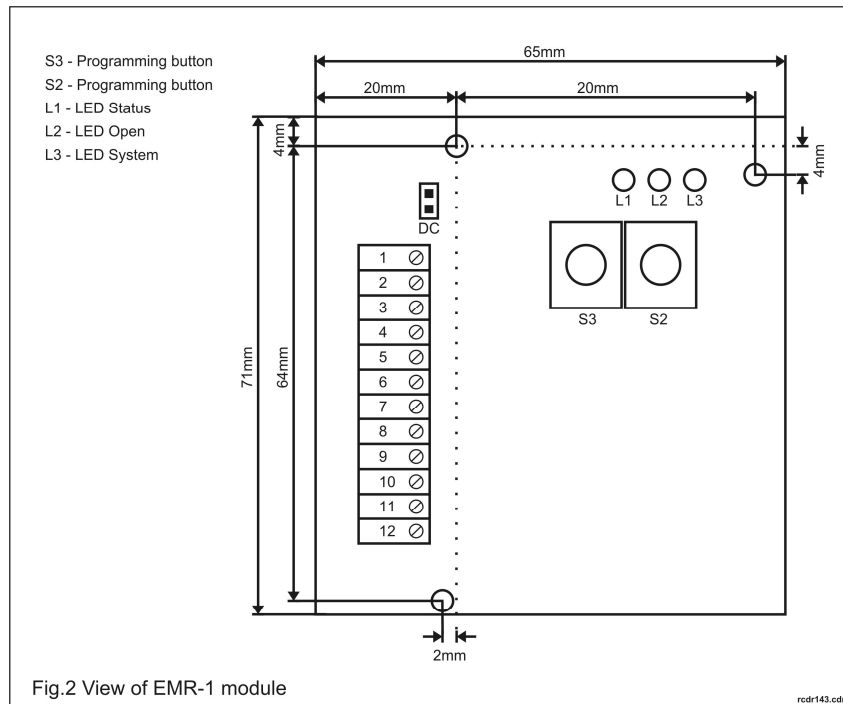 S3 - Programming button
S2 - Programming button
L1 - LED Status
L2 - LED Open
L3 - LED System
65mm
20mm
20mm
4mm
4mm
L1 L2 L3
DC
S3 S2
1
2
3
4
5
6
7
8
9
10
11
12
71mm
64mm
2mm
Fig.2 View of EMR-1 module
rcdr143.cdr